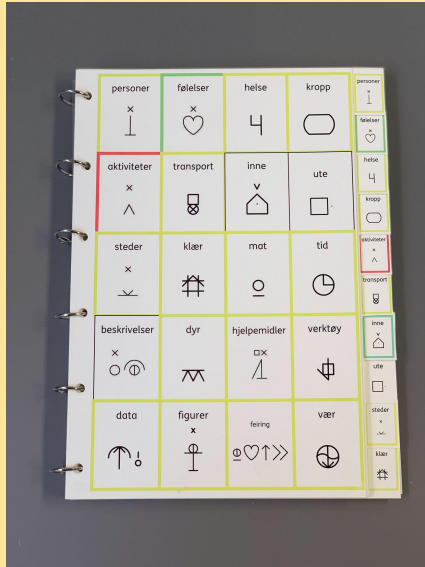 personer følelser helse kropp
aktiviteter transport inne ute
steder klær mat tid
beskrivelser dyr hjelpemidler verktøy
data figurer feiring vær
personer
følelser
helse
kropp
aktiviteter
transport
inne
ute
steder
klær